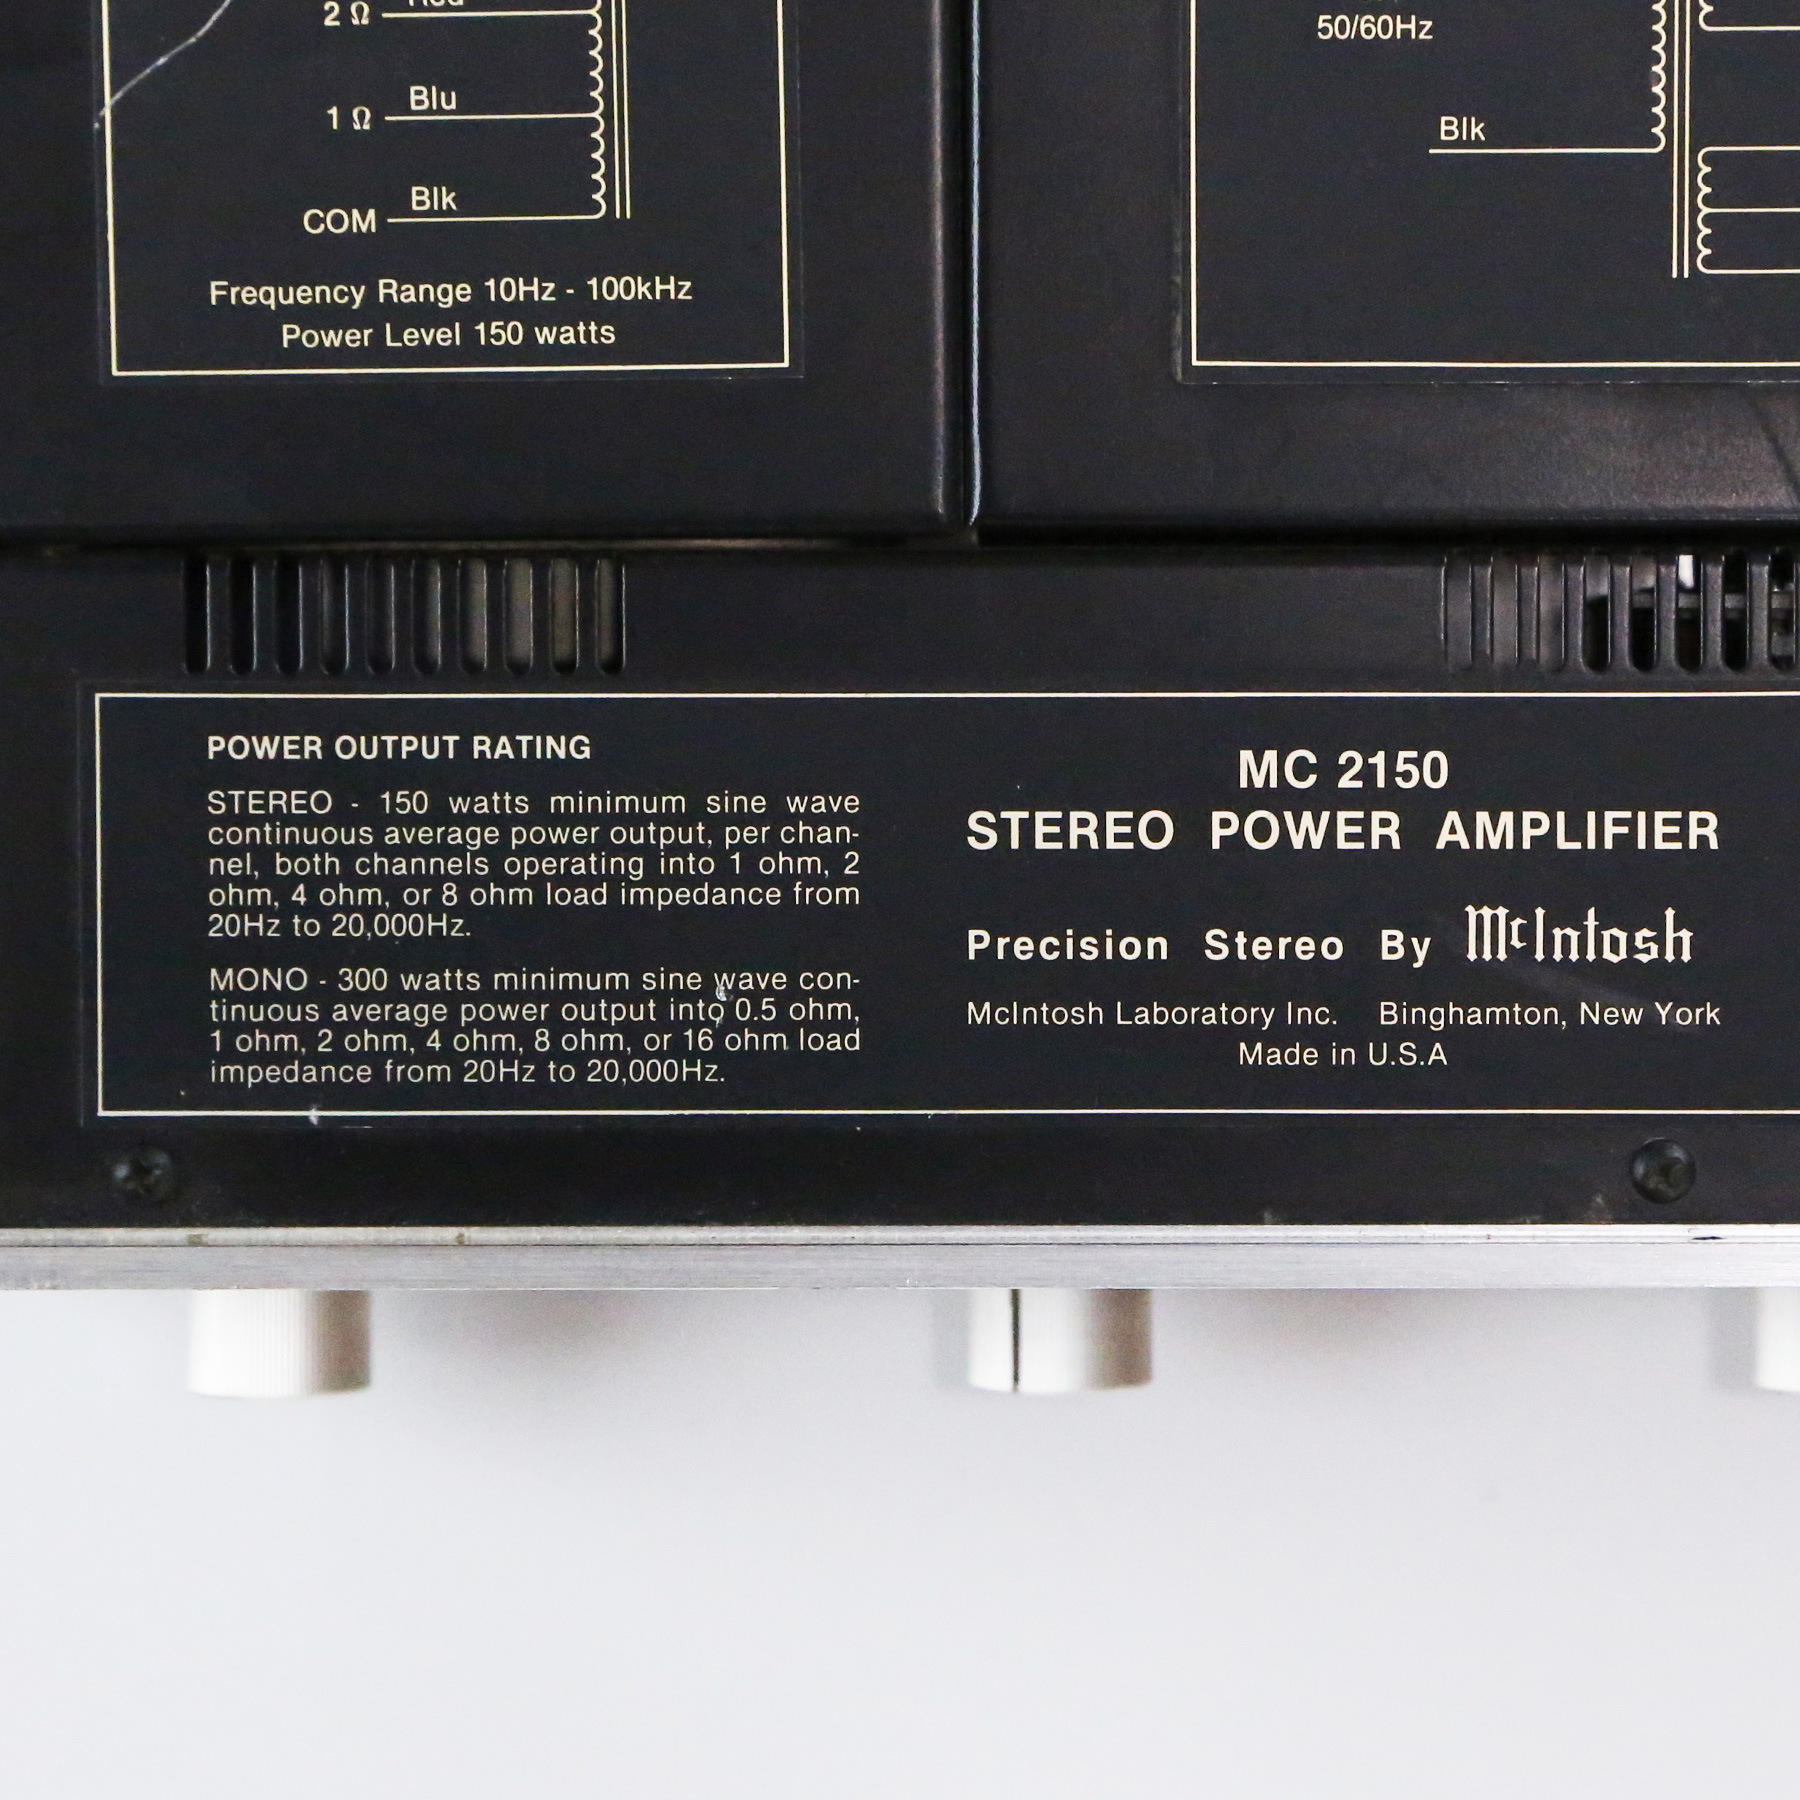 2 Ω Red
1 Ω Blu
COM Blk
Frequency Range 10Hz - 100kHz
Power Level 150 watts
50/60Hz
Blk
POWER OUTPUT RATING
STEREO - 150 watts minimum sine wave
continuous average power output, per chan-
nel, both channels operating into 1 ohm, 2
ohm, 4 ohm, or 8 ohm load impedance from
20Hz to 20,000Hz.
MONO - 300 watts minimum sine wave con-
tinuous average power output into 0.5 ohm,
1 ohm, 2 ohm, 4 ohm, 8 ohm, or 16 ohm load
impedance from 20Hz to 20,000Hz.
MC 2150
STEREO POWER AMPLIFIER
Precision Stereo By McIntosh
McIntosh Laboratory Inc. Binghamton, New York
Made in U.S.A